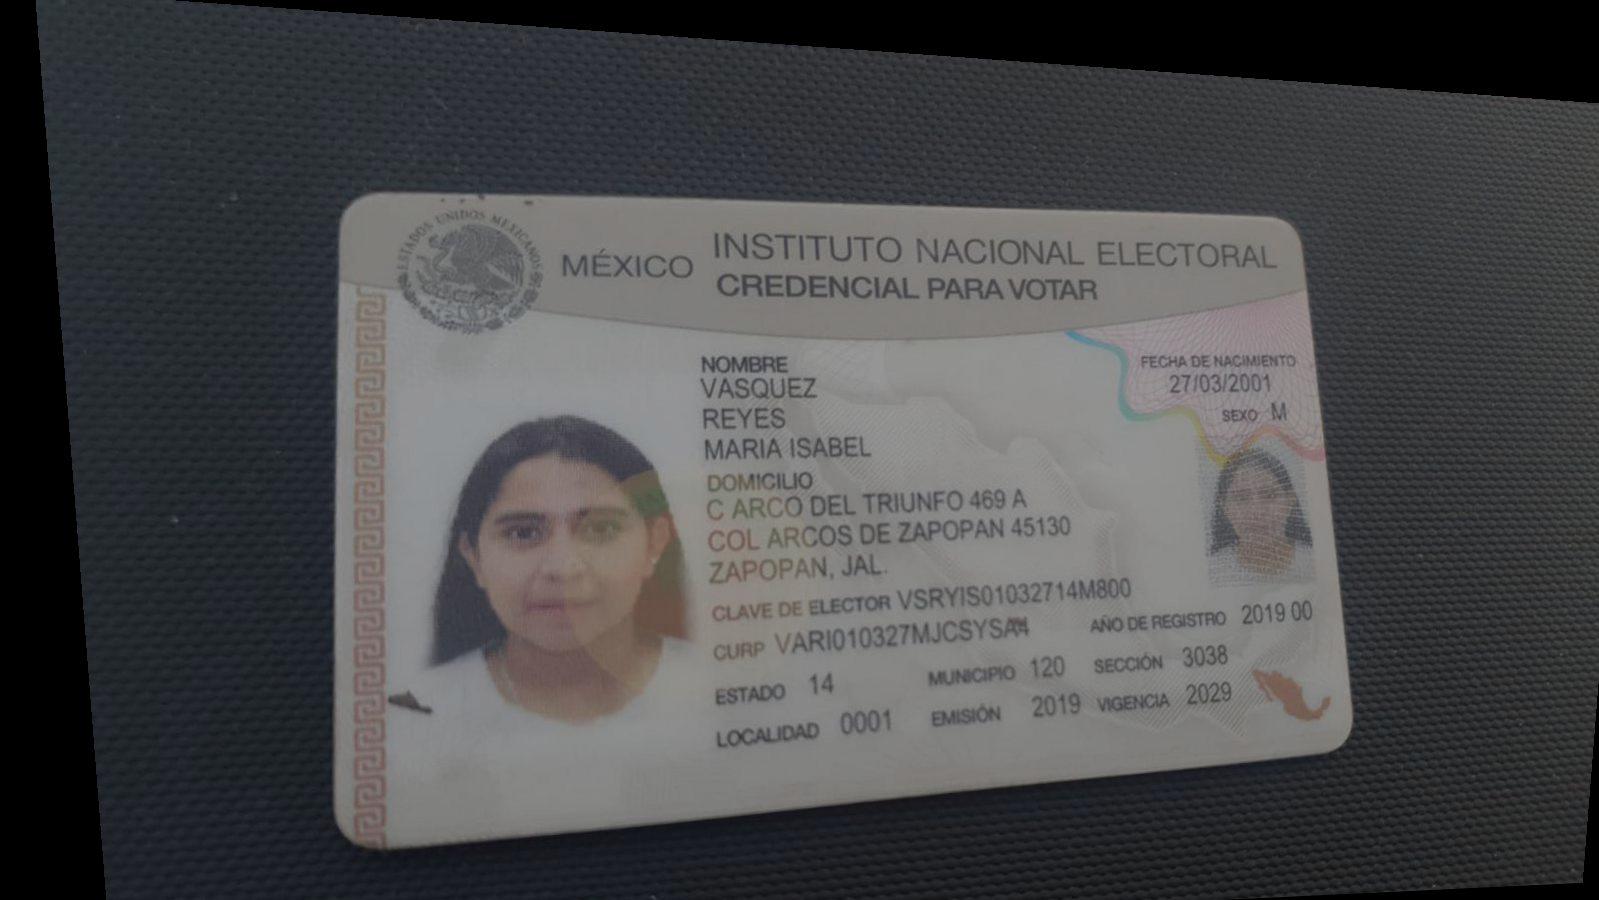 ESTADOS UNIDOS MEXICANOS
MÉXICO
INSTITUTO NACIONAL ELECTORAL
CREDENCIAL PARA VOTAR
NOMBRE
VASQUEZ
REYES
MARIA ISABEL
FECHA DE NACIMIENTO
27/03/2001
SEXO M
DOMICILIO
C ARCO DEL TRIUNFO 469 A
COL ARCOS DE ZAPOPAN 45130
ZAPOPAN, JAL.
CLAVE DE ELECTOR VSRYIS01032714M800
CURP AÑO DE REGISTRO 2019 00
ESTADO 14 MUNICIPIO 120 SECCIÓN 3038
LOCALIDAD 0001 EMISIÓN 2019 VIGENCIA 2029